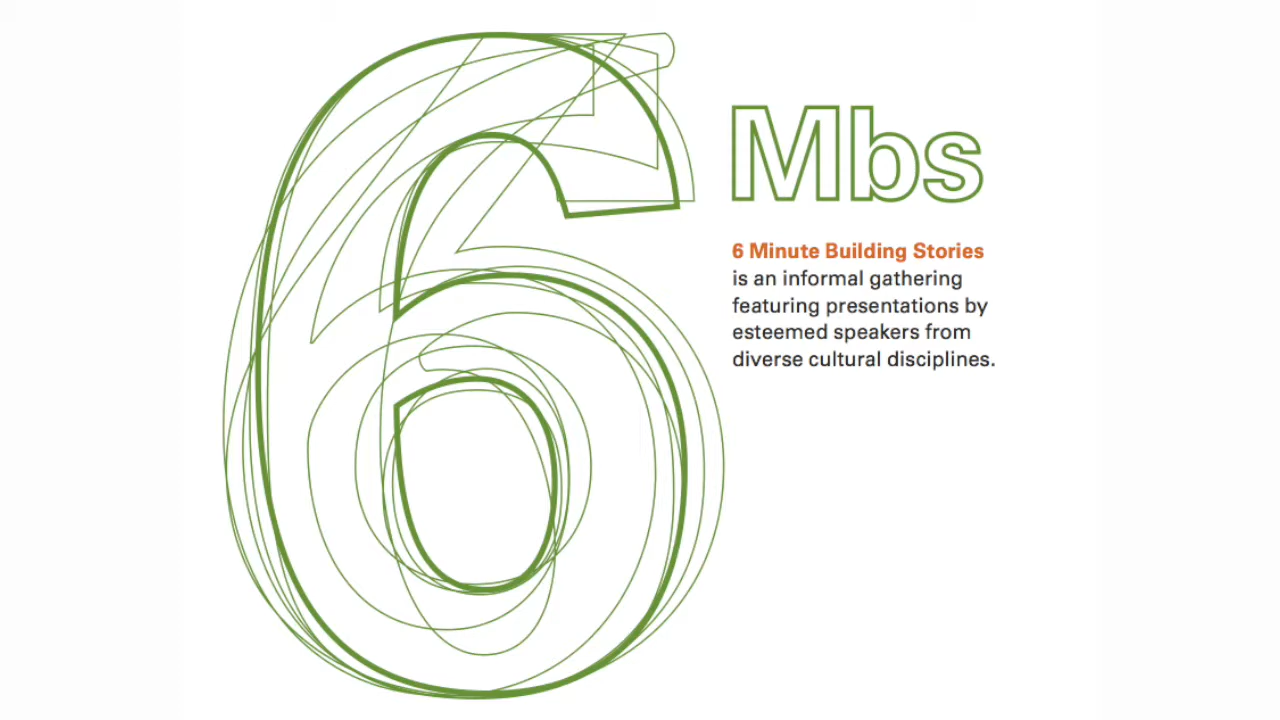 6 Mbs
6 Minute Building Stories
is an informal gathering
featuring presentations by
esteemed speakers from
diverse cultural disciplines.